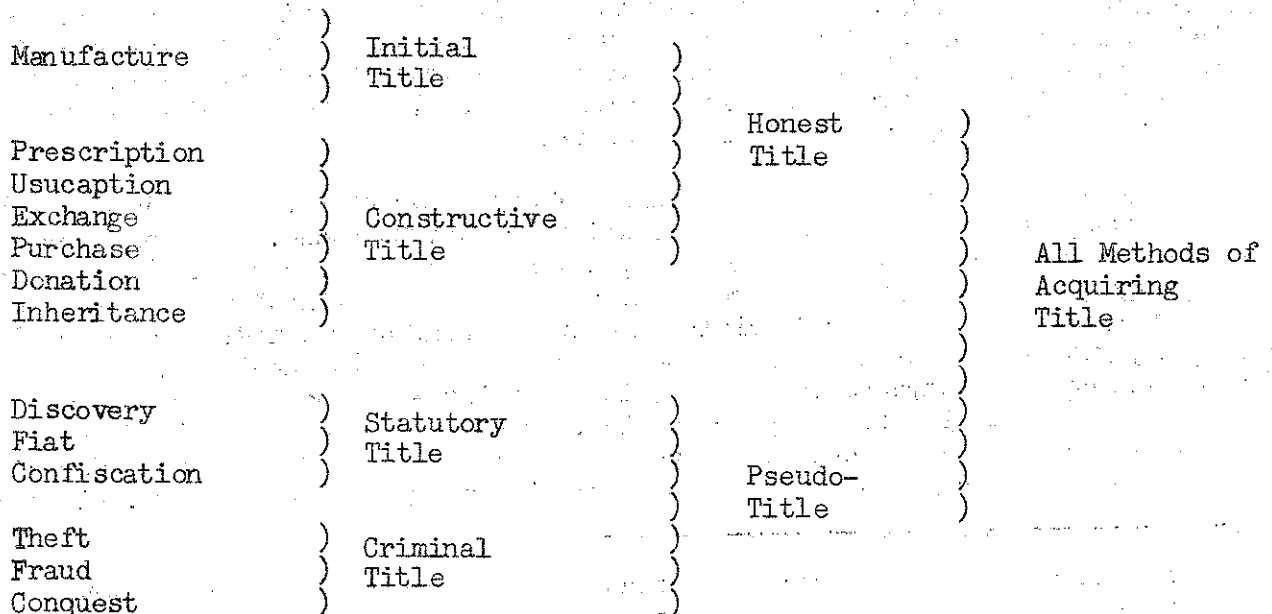 Manufacture ) Initial
) Title )
Honest )
Prescription ) Title )
Usucaption )
Exchange ) Constructive
Purchase ) Title ) All Methods of
Donation ) Acquiring
Inheritance ) Title
Discovery ) Statutory
Fiat ) Title
Confiscation ) Pseudo- )
Title )
Theft ) Criminal
Fraud ) Title
Conquest )